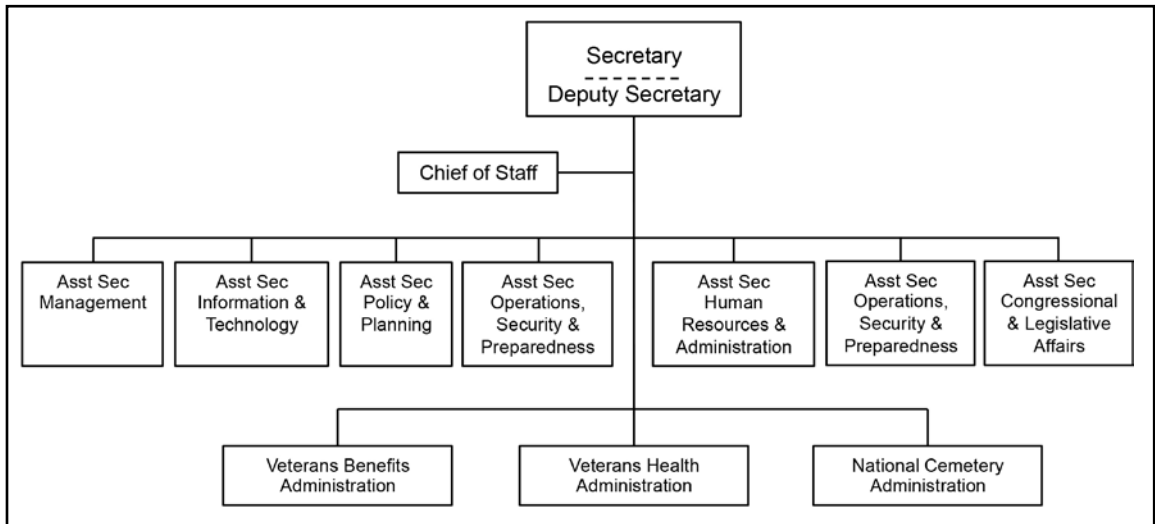 Secretary
Deputy Secretary
Chief of Staff
Asst Sec
Management
Asst Sec
Information &
Technology
Asst Sec
Policy &
Planning
Asst Sec
Operations,
Security &
Preparedness
Asst Sec
Human
Resources &
Administration
Asst Sec
Operations,
Security &
Preparedness
Asst Sec
Congressional
& Legislative
Affairs
Veterans Benefits
Administration
Veterans Health
Administration
National Cemetery
Administration